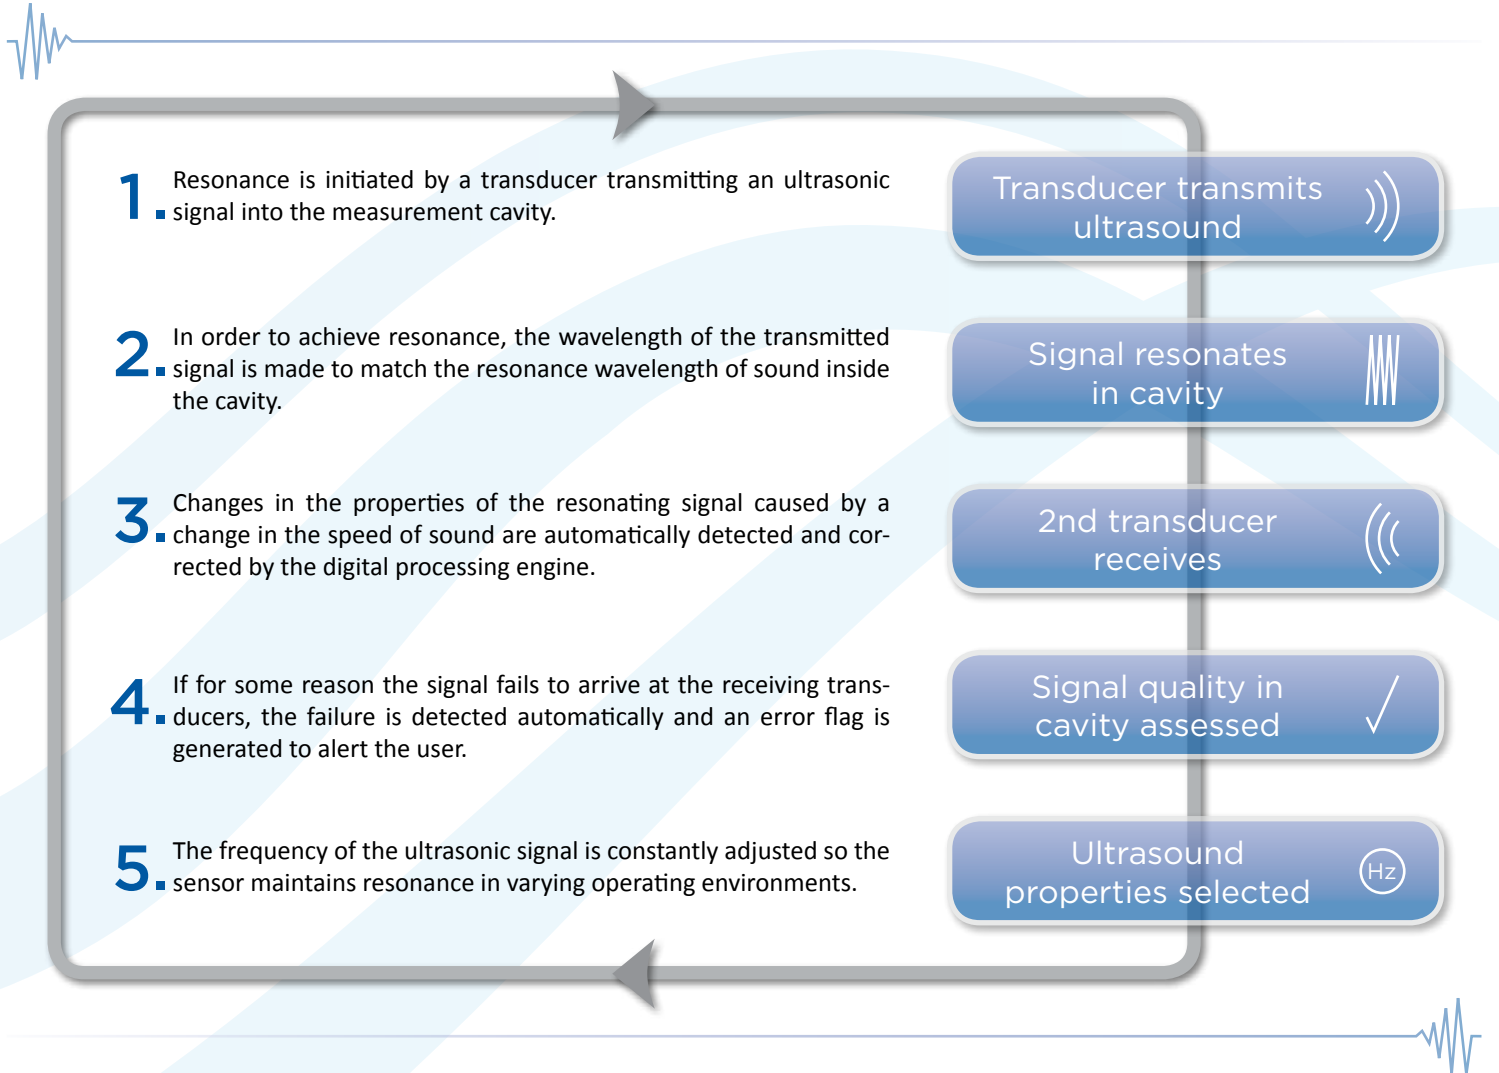 1. Resonance is initiated by a transducer transmitting an ultrasonic
signal into the measurement cavity.
Transducer transmits
ultrasound
2. In order to achieve resonance, the wavelength of the transmitted
signal is made to match the resonance wavelength of sound inside
the cavity.
Signal resonates
in cavity
3. Changes in the properties of the resonating signal caused by a
change in the speed of sound are automatically detected and cor-
rected by the digital processing engine.
2nd transducer
receives
4. If for some reason the signal fails to arrive at the receiving trans-
ducers, the failure is detected automatically and an error flag is
generated to alert the user.
Signal quality in
cavity assessed
5. The frequency of the ultrasonic signal is constantly adjusted so the
sensor maintains resonance in varying operating environments.
Ultrasound
properties selected
Hz